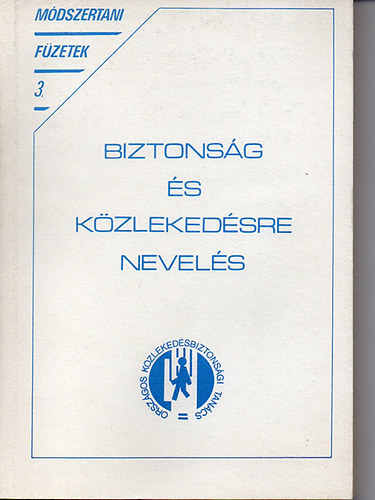 MÓDSZERTANI
FÜZETEK
3.
BIZTONSÁG
ÉS
KÖZLEKEDÉSRE
NEVELÉS
ORSZÁGOS KÖZLEKEDÉSBIZTONSÁGI TANÁCS